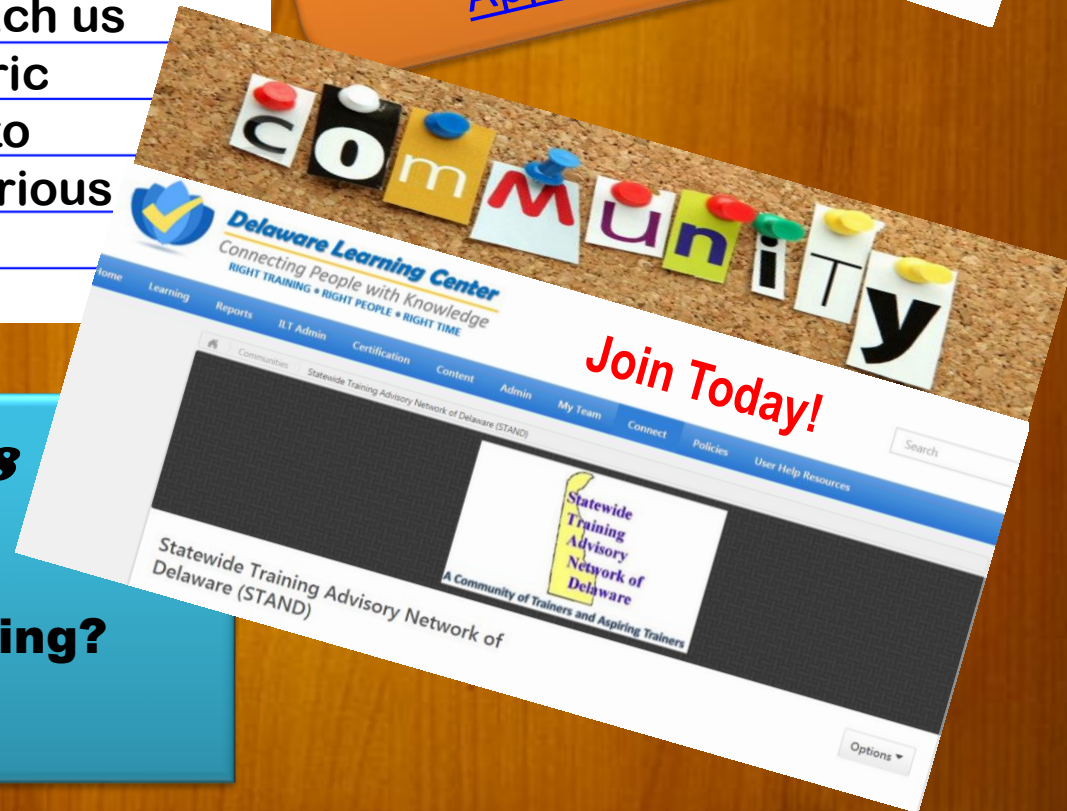 ch us
ric
to
rious
comMuniTy
Delaware Learning Center
Connecting People with Knowledge
RIGHT TRAINING • RIGHT PEOPLE • RIGHT TIME
Join Today!
Search
Home Learning Reports ILT Admin Certification Content Admin My Team Connect Policies User Help Resources
Communities Statewide Training Advisory Network of Delaware (STAND)
Statewide
Training
Advisory
Network of
Delaware
A Community of Trainers and Aspiring Trainers
Statewide Training Advisory Network of
Delaware (STAND)
Options
ing?